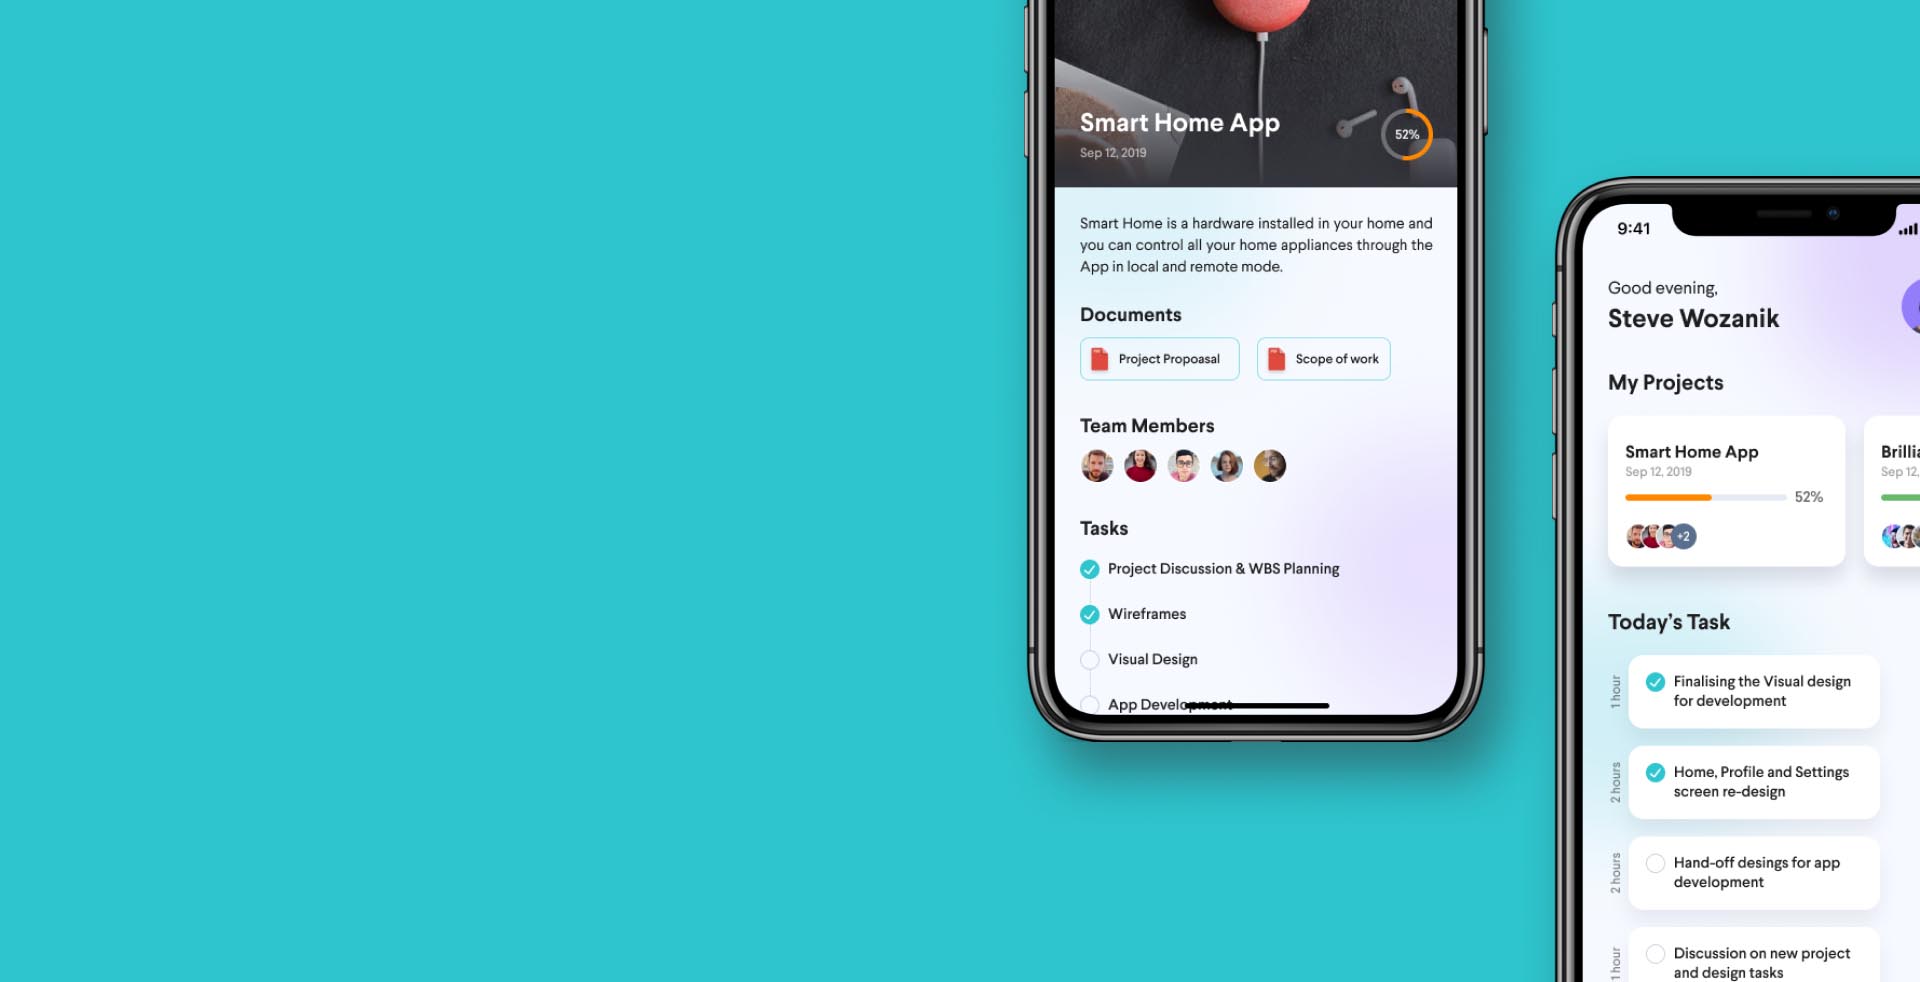 Smart Home App
Sep 12, 2019
52%
Smart Home is a hardware installed in your home and
you can control all your home appliances through the
App in local and remote mode.
Documents
Project Propoasal
Scope of work
Team Members
Tasks
Project Discussion & WBS Planning
Wireframes
Visual Design
App Development
9:41
Good evening,
Steve Wozanik
My Projects
Smart Home App
Sep 12, 2019
52%
+2
Sep 12,
Today's Task
1 hour
Finalising the Visual design
for development
2 hours
Home, Profile and Settings
screen re-design
2 hours
Hand-off desings for app
development
1 hour
Discussion on new project
and design tasks